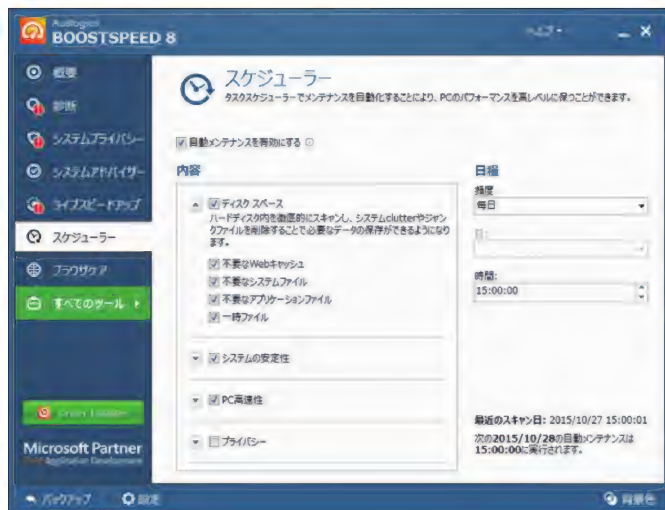 Auslogics
BOOSTSPEED 8
ヘルプ
概要
診断
システムプライバシー
システムアドバイザー
ライブスピードアップ
スケジューラー
ブラウザケア
すべてのツール
Microsoft Partner
Application Development
バックアップ
設定
スケジューラー
タスクスケジューラーでメンテナンスを自動化することにより、PCのパフォーマンスを高レベルに保つことができます。
自動メンテナンスを有効にする
内容
ディスク スペース
ハードディスク内を徹底的にスキャンし、システムclutterやジャン
クファイルを削除することで必要なデータの保存ができるようになり
ます。
不要なWebキャッシュ
不要なシステムファイル
不要なアプリケーションファイル
一時ファイル
システムの安定性
PC高速性
プライバシー
日程
頻度
毎日
日:
時間:
15:00:00
最近のスキャン日: 2015/10/27 15:00:01
次の2015/10/28の自動メンテナンスは
15:00:00に実行されます。
背景色